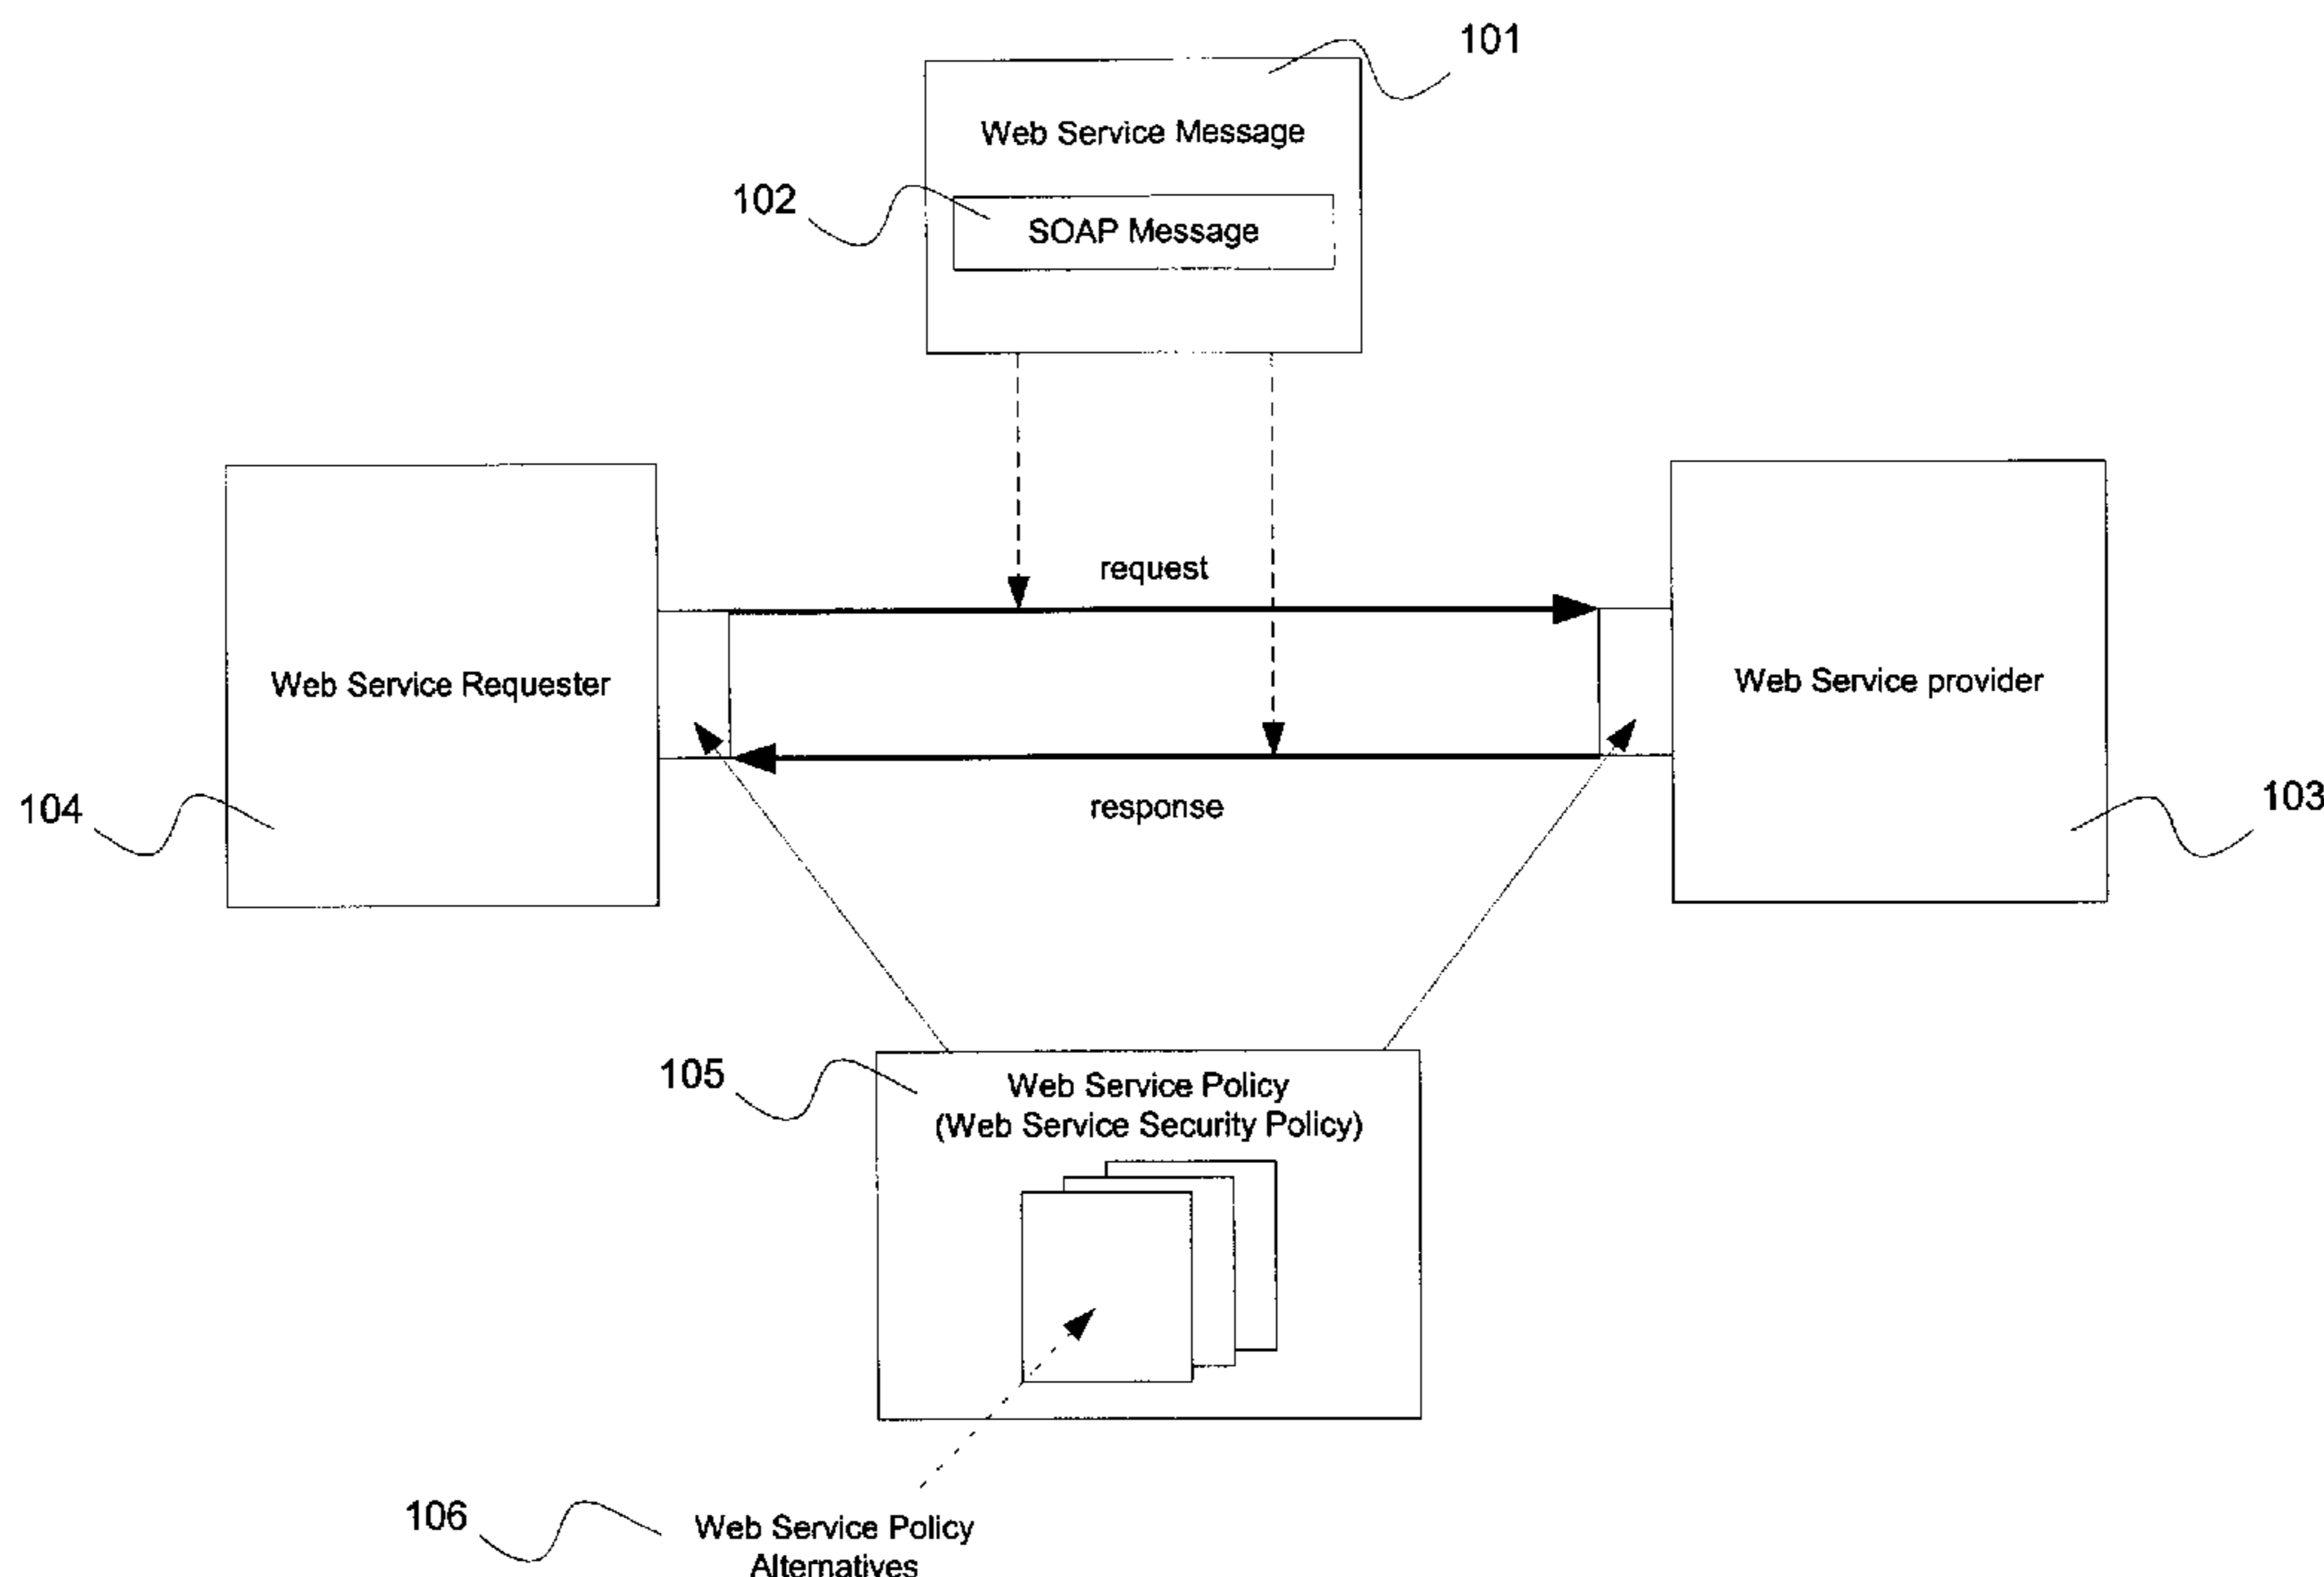 101
Web Service Message
102
SOAP Message
request
Web Service Requester
Web Service provider
104
response
103
105
Web Service Policy
(Web Service Security Policy)
106
Web Service Policy
Alternatives